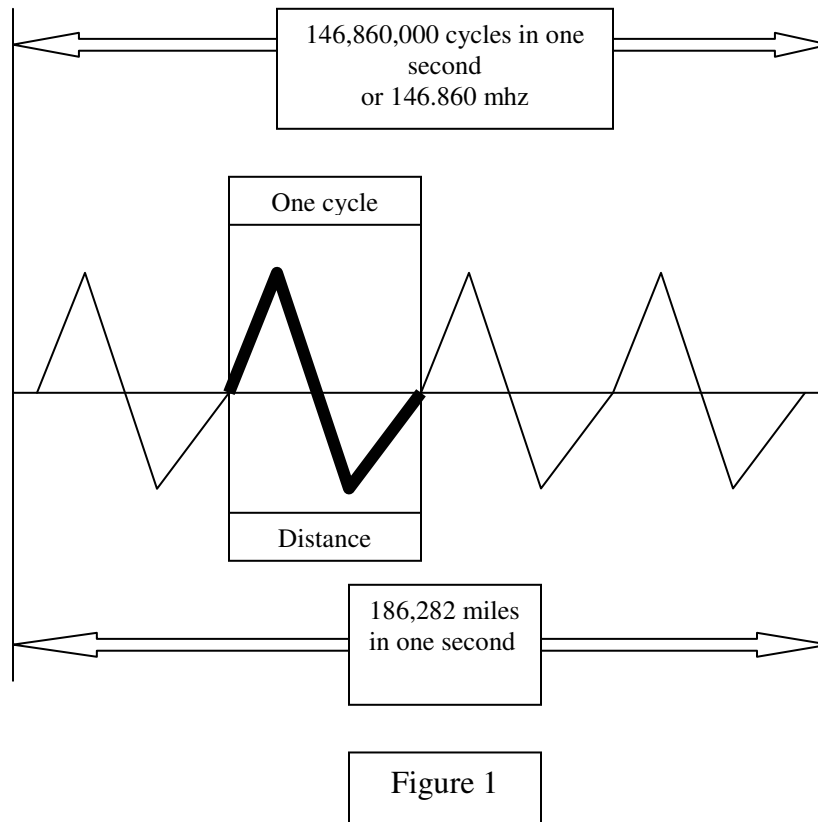 146,860,000 cycles in one
second
or 146.860 mhz
One cycle
Distance
186,282 miles
in one second
Figure 1